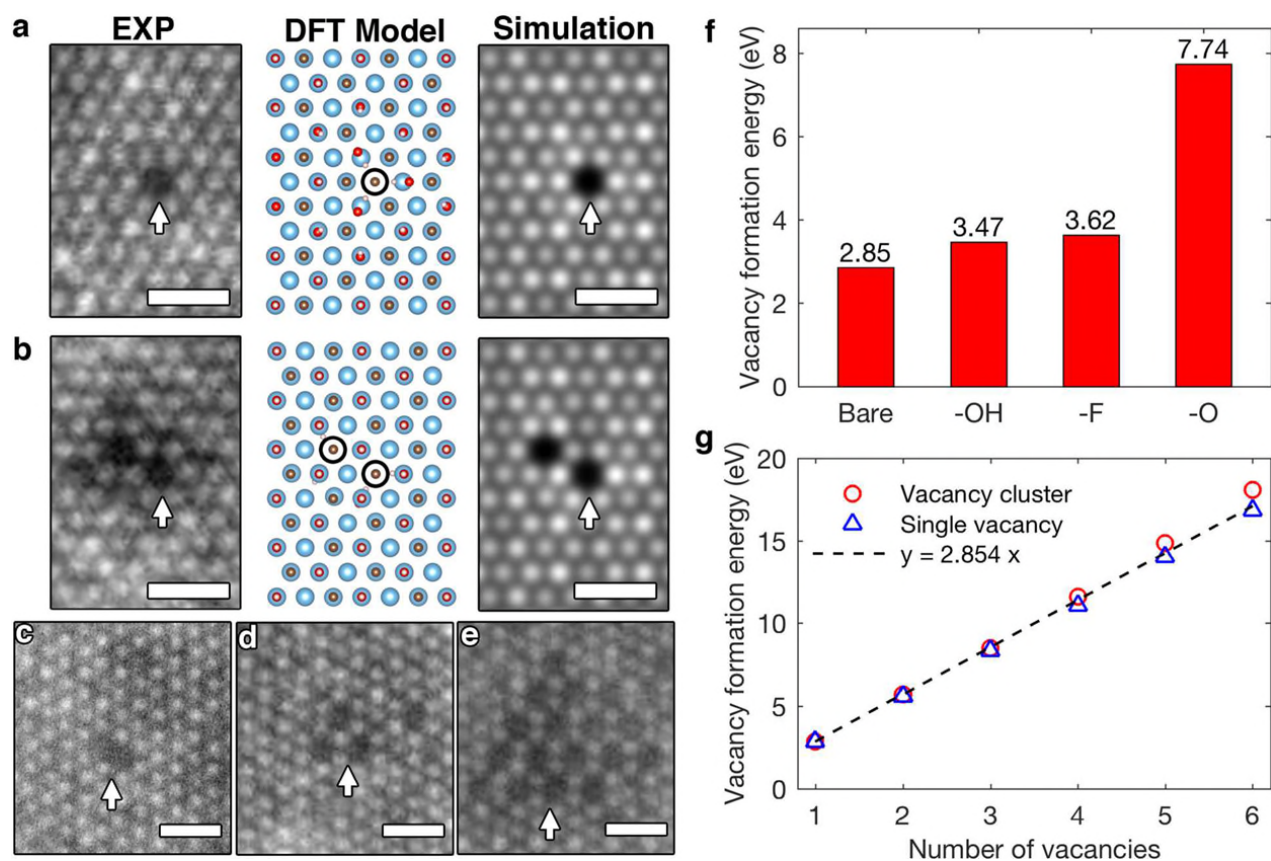 a
EXP
DFT Model
Simulation
b
c
d
e
f
Vacancy formation energy (eV)
8
6
4
2
0
2.85
3.47
3.62
7.74
Bare
-OH
-F
-O
g
Vacancy formation energy (eV)
20
15
10
5
0
Vacancy cluster
Single vacancy
y = 2.854 x
1
2
3
4
5
6
Number of vacancies